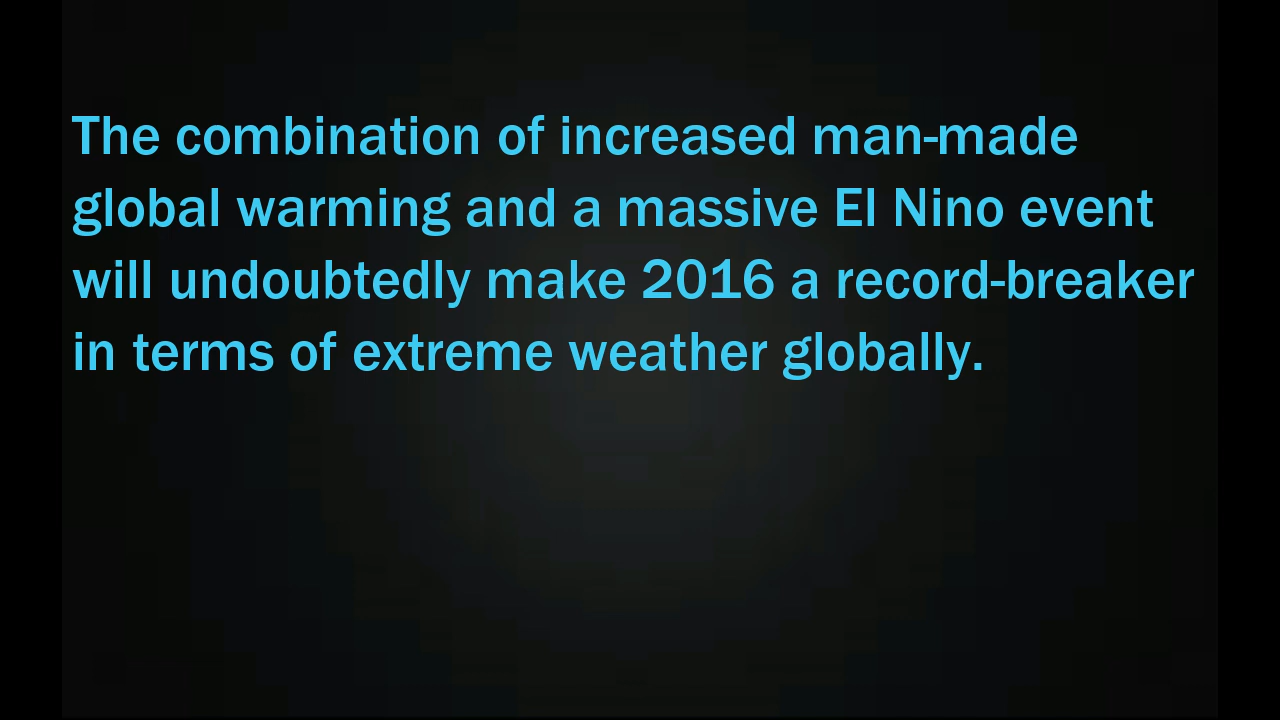 The combination of increased man-made
global warming and a massive El Nino event
will undoubtedly make 2016 a record-breaker
in terms of extreme weather globally.